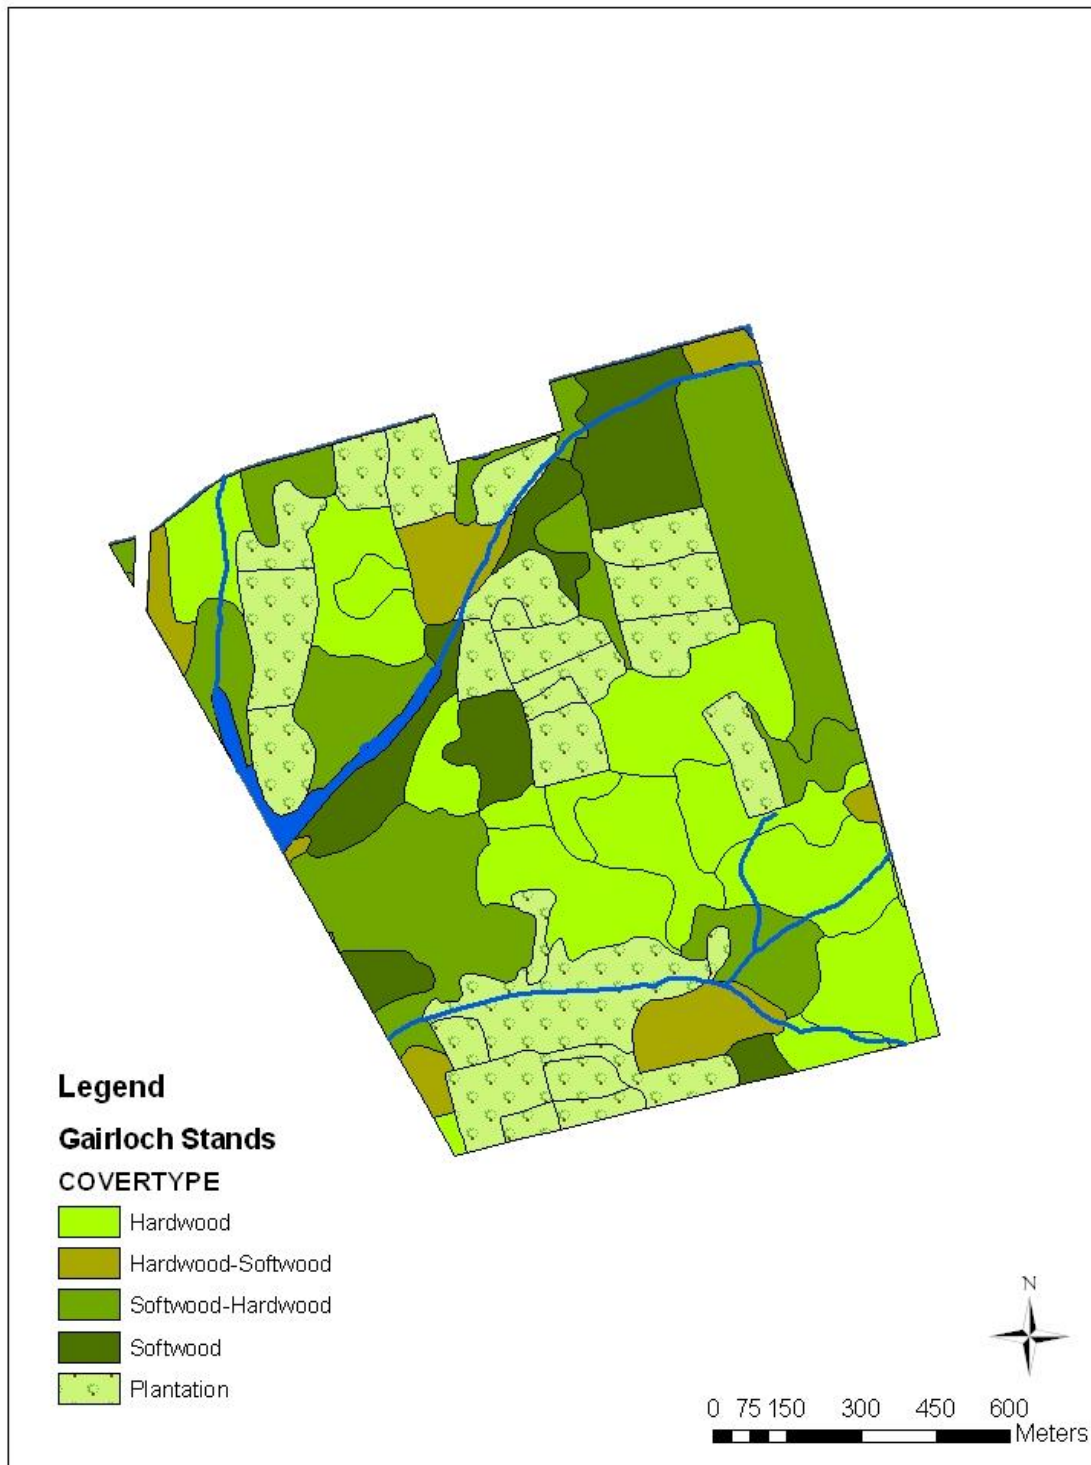 Legend
Gairloch Stands
COVERTYPE
Hardwood
Hardwood-Softwood
Softwood-Hardwood
Softwood
Plantation
N
0 75 150 300 450 600
Meters